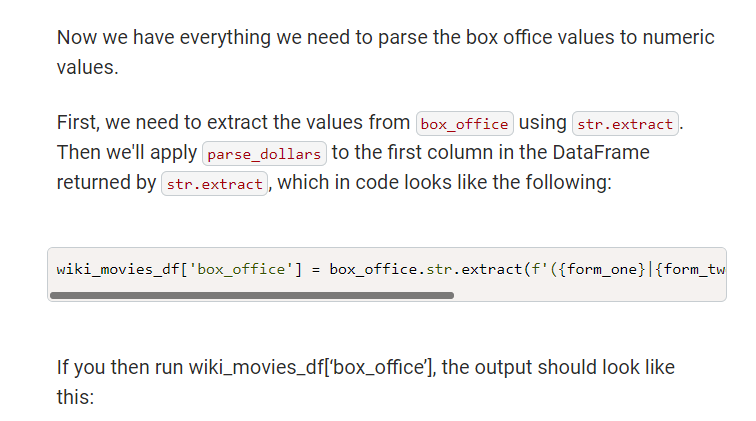 Now we have everything we need to parse the box office values to numeric
values.
First, we need to extract the values from box_office using str.extract.
Then we'll apply parse_dollars to the first column in the DataFrame
returned by str.extract, which in code looks like the following:
wiki_movies_df['box_office'] = box_office.str.extract(f'({form_one}|{form_tw
If you then run wiki_movies_df[‘box_office’], the output should look like
this: